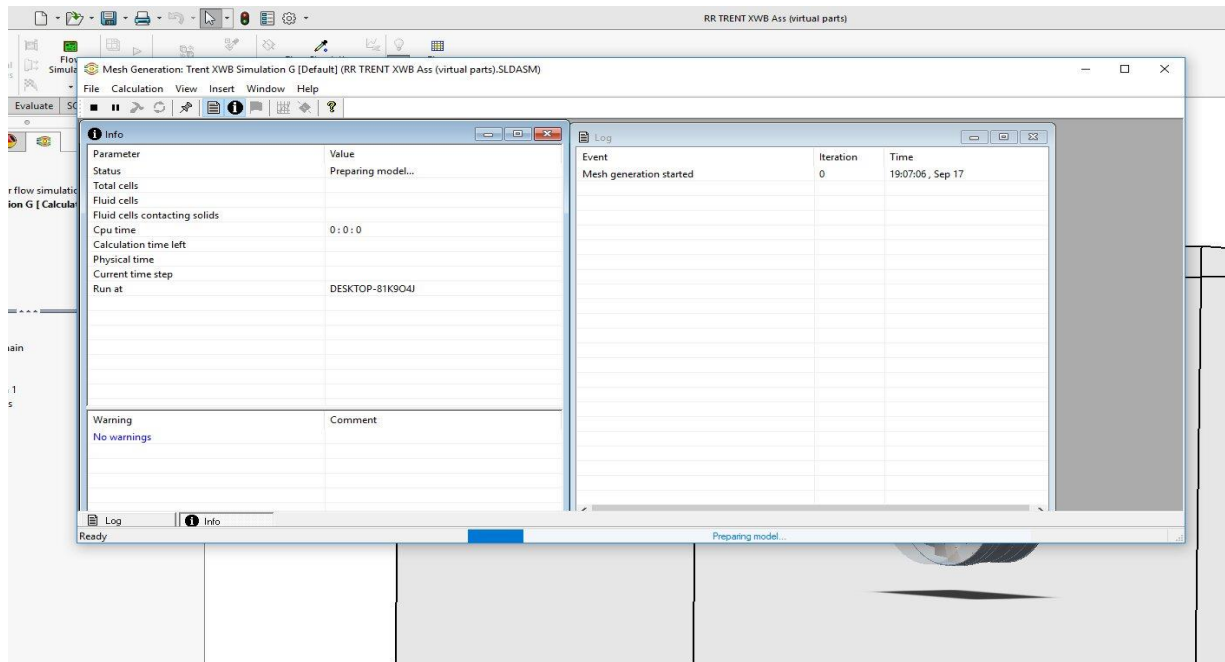 RR TRENT XWB Ass (virtual parts)
Flow
Simula
Evaluate
Mesh Generation: Trent XWB Simulation G [Default] (RR TRENT XWB Ass (virtual parts).SLDASM)
File Calculation View Insert Window Help
Info
Parameter Value
Status Preparing model...
Total cells
Fluid cells
Fluid cells contacting solids
Cpu time 0 : 0 : 0
Calculation time left
Physical time
Current time step
Run at DESKTOP-81K9O4J
Warning Comment
No warnings
Log
Event Iteration Time
Mesh generation started 0 19:07:06 , Sep 17
r flow simulatic
ion G [ Calcula
ain
1
s
Log Info
Ready Preparing model...